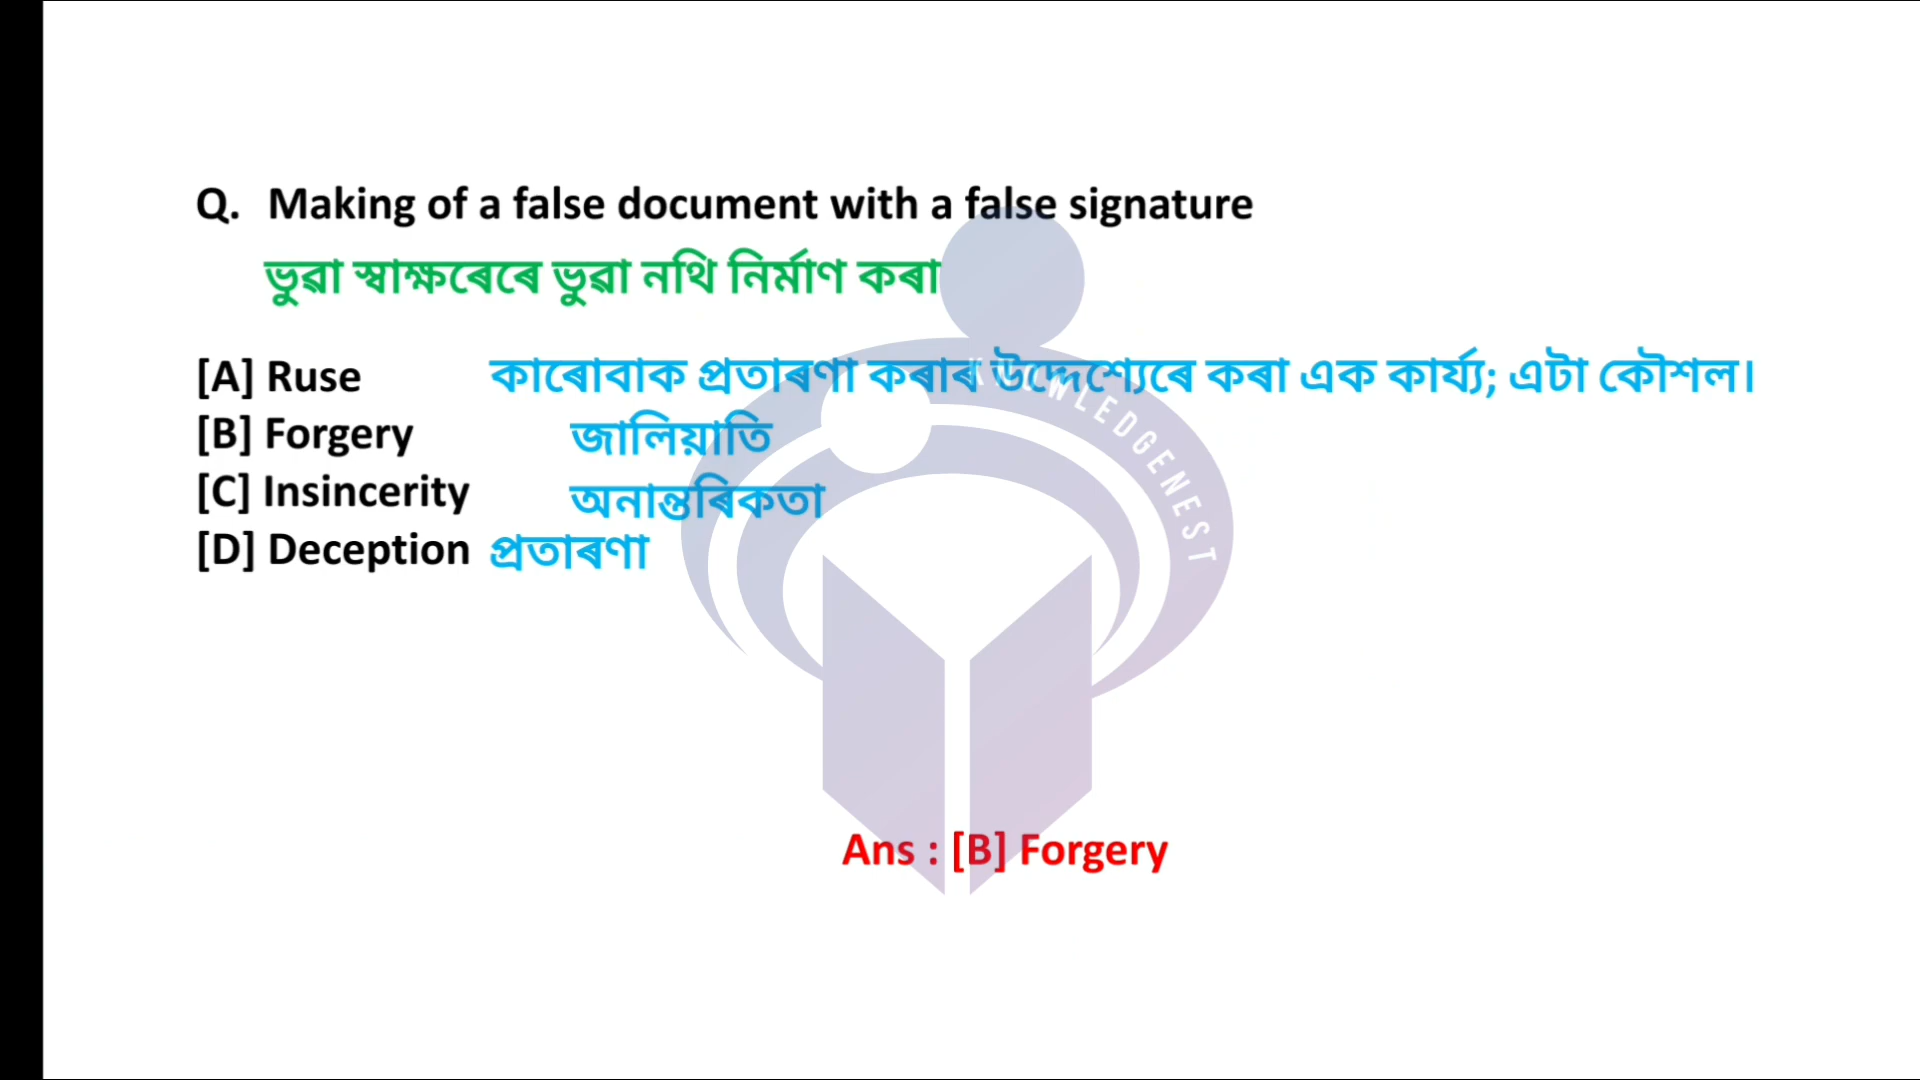 Q. Making of a false document with a false signature
ভুৱা স্বাক্ষৰেৰে ভুৱা নথি নিৰ্মাণ কৰা
[A] Ruse কাৰোবাক প্ৰতাৰণা কৰাৰ উদ্দেশ্যেৰে কৰা এক কাৰ্য্য; এটা কৌশল।
[B] Forgery জালিয়াতি
[C] Insincerity অনান্তৰিকতা
[D] Deception প্ৰতাৰণা
KNOWLEDGENEST
Ans : [B] Forgery